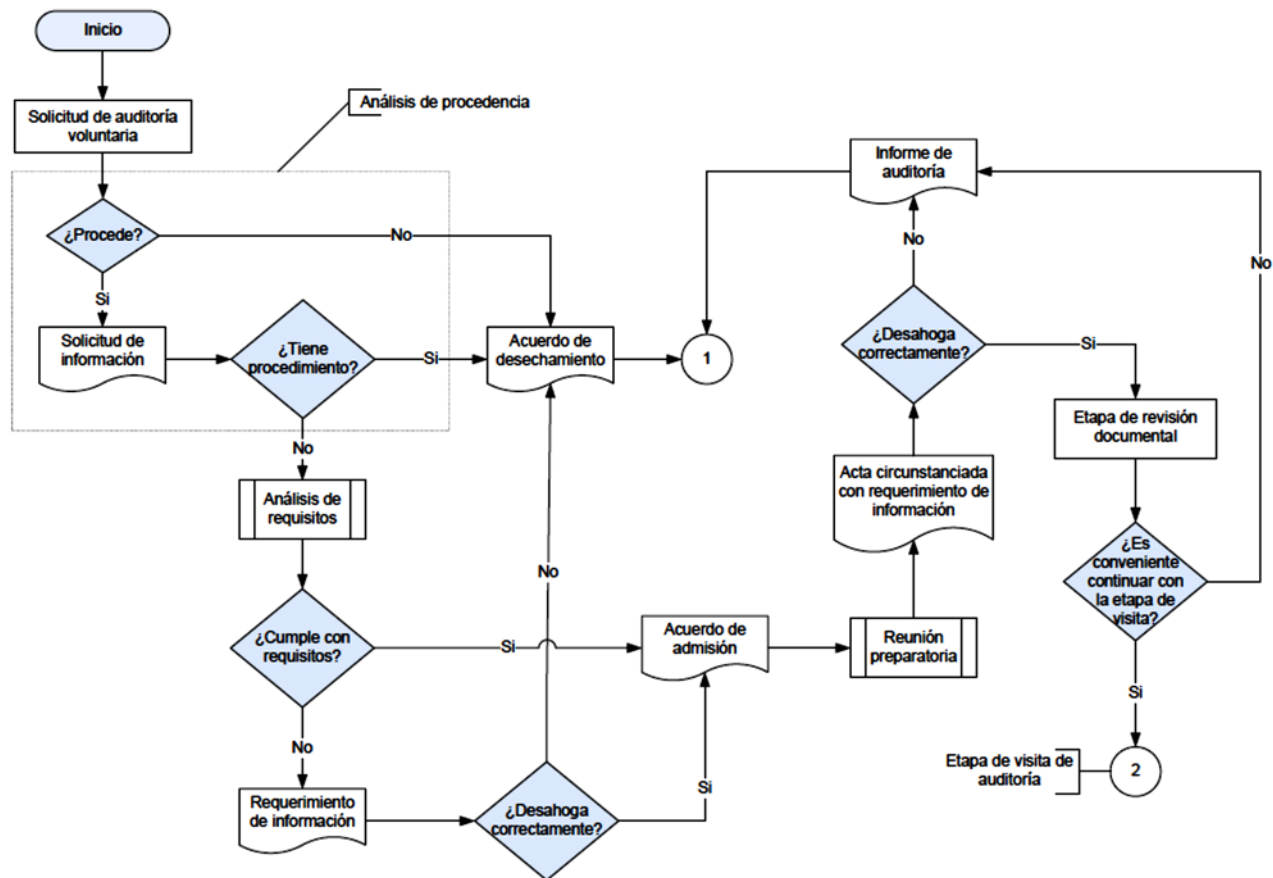 Inicio
Solicitud de auditoría
voluntaria
Análisis de procedencia
¿Procede?
No
Si
Solicitud de
información
¿Tiene
procedimiento?
Si
Acuerdo de
desechamiento
1
No
Análisis de
requisitos
¿Cumple con
requisitos?
Si
No
Requerimiento
de información
¿Desahoga
correctamente?
No
Si
Acuerdo de
admisión
Reunión
preparatoria
Acta circunstanciada
con requerimiento de
información
¿Desahoga
correctamente?
No
Informe de
auditoría
Si
Etapa de revisión
documental
¿Es
conveniente
continuar con
la etapa de
visita?
No
Si
2
Etapa de visita de
auditoría